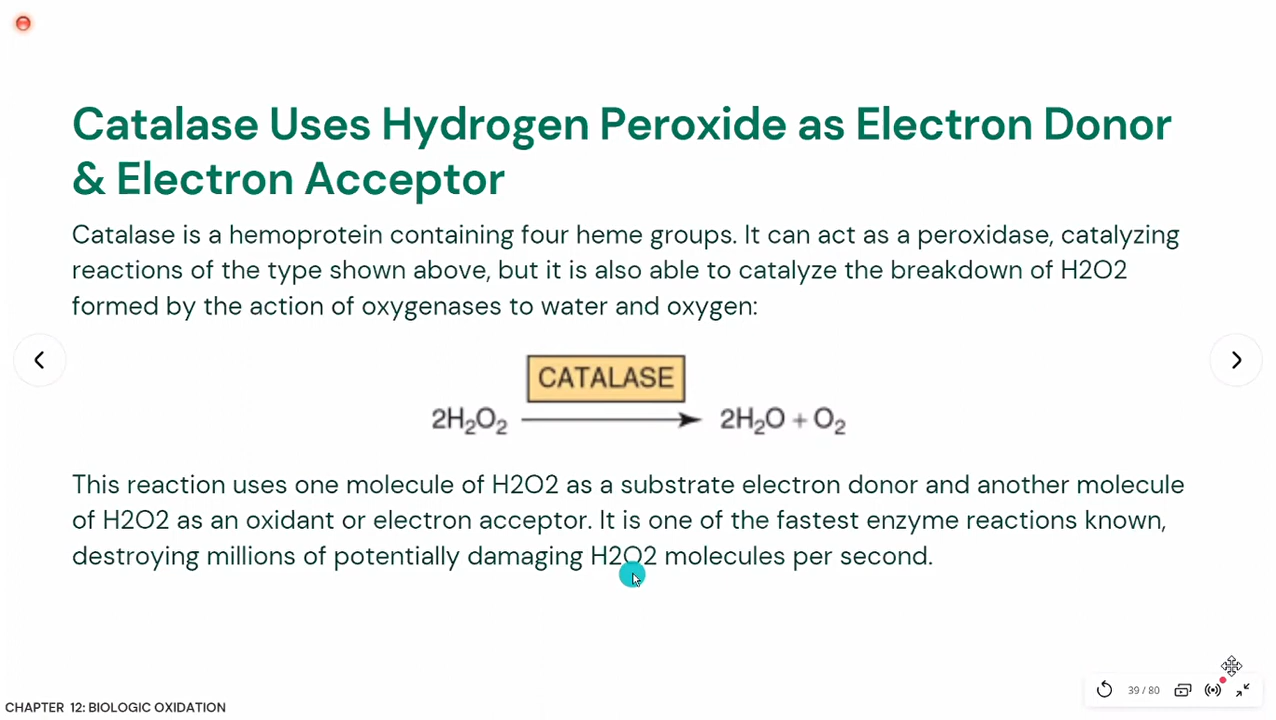 Catalase Uses Hydrogen Peroxide as Electron Donor
& Electron Acceptor
Catalase is a hemoprotein containing four heme groups. It can act as a peroxidase, catalyzing
reactions of the type shown above, but it is also able to catalyze the breakdown of H2O2
formed by the action of oxygenases to water and oxygen:
CATALASE
2H₂O₂ → 2H₂O + O₂
This reaction uses one molecule of H2O2 as a substrate electron donor and another molecule
of H2O2 as an oxidant or electron acceptor. It is one of the fastest enzyme reactions known,
destroying millions of potentially damaging H2O2 molecules per second.
39 / 80
CHAPTER 12: BIOLOGIC OXIDATION